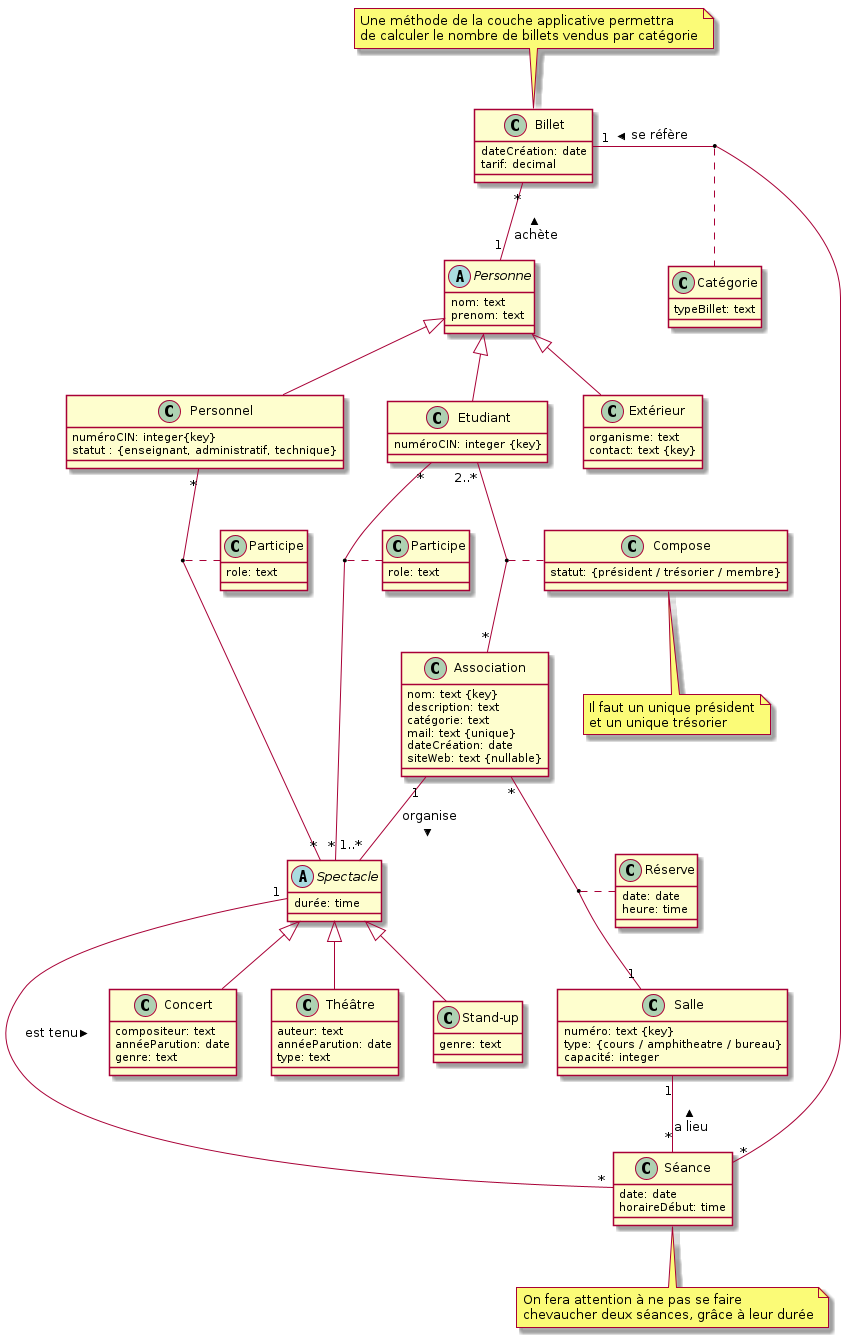 Une méthode de la couche applicative permettra
de calculer le nombre de billets vendus par catégorie
C Billet
dateCréation: date
tarif: decimal
1 ◄ se réfère
*
▲
achète
1
A Personne
nom: text
prenom: text
C Catégorie
typeBillet: text
C Personnel
numéroCIN: integer{key}
statut : {enseignant, administratif, technique}
C Etudiant
numéroCIN: integer {key}
C Extérieur
organisme: text
contact: text {key}
*
* 2..*
C Participe
role: text
C Participe
role: text
C Compose
statut: {président / trésorier / membre}
*
C Association
nom: text {key}
description: text
catégorie: text
mail: text {unique}
dateCréation: date
siteWeb: text {nullable}
Il faut un unique président
et un unique trésorier
1 *
organise
▼
* * 1..*
A Spectacle
durée: time
1
C Réserve
date: date
heure: time
1
C Concert
compositeur: text
annéeParution: date
genre: text
C Théâtre
auteur: text
annéeParution: date
type: text
C Stand-up
genre: text
C Salle
numéro: text {key}
type: {cours / amphitheatre / bureau}
capacité: integer
est tenu►
1
▲
a lieu
*
*
*
C Séance
date: date
horaireDébut: time
On fera attention à ne pas se faire
chevaucher deux séances, grâce à leur durée